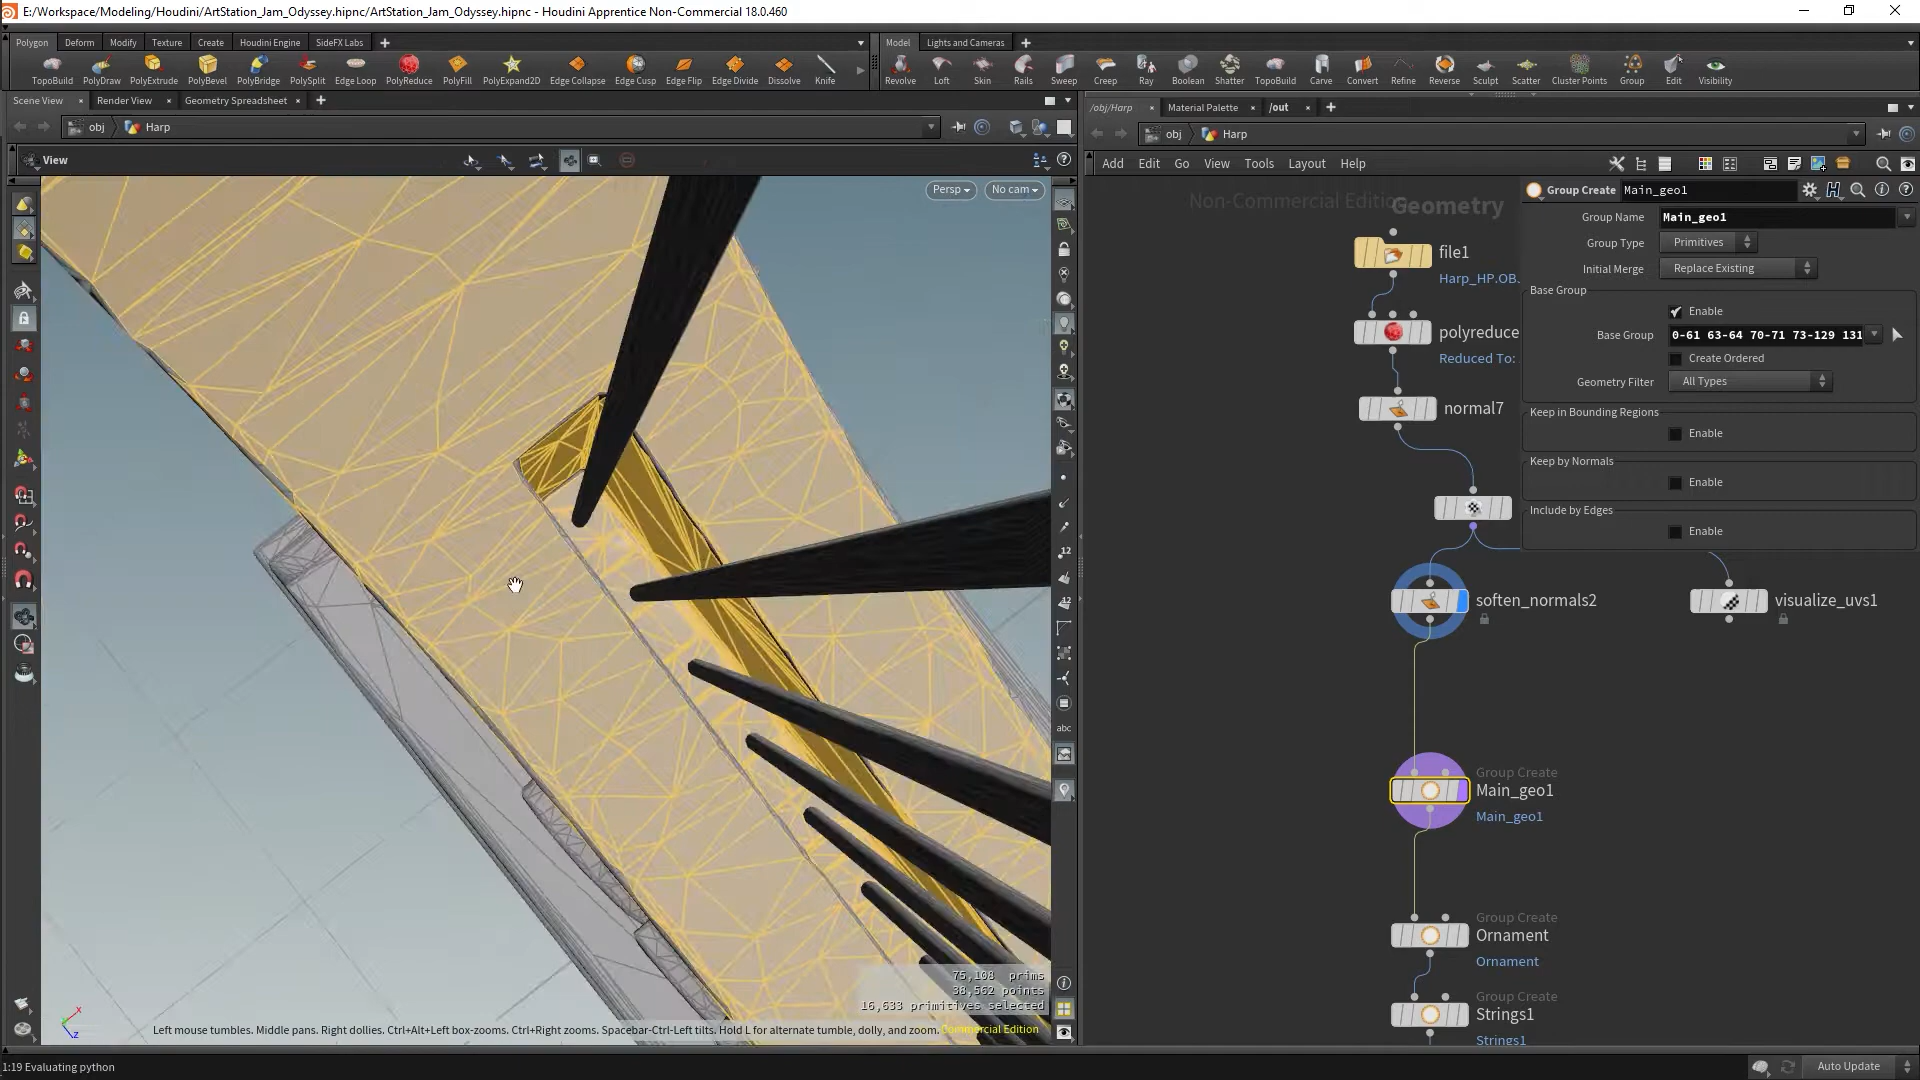 E:/Workspace/Modeling/Houdini/ArtStation_Jam_Odyssey.hipnc/ArtStation_Jam_Odyssey.hipnc - Houdini Apprentice Non-Commercial 18.0.460
Polygon Deform Modify Texture Create Houdini Engine SideFX Labs
Model Lights and Cameras
TopoBuild PolyDraw PolyExtrude PolyBevel PolyBridge PolySplit Edge Loop PolyReduce PolyFill PolyExpand2D Edge Collapse Edge Cusp Edge Flip Edge Divide Dissolve Knife
Revolve Loft Skin Rails Sweep Creep Ray Boolean Shatter TopoBuild Carve Convert Refine Reverse Sculpt Scatter Cluster Points Group Edit Visibility
Scene View Render View Geometry Spreadsheet
/obj/Harp Material Palette /out
obj Harp
obj Harp
View
Add Edit Go View Tools Layout Help
Persp No cam
Non-Commercial Edition
Geometry
Group Create Main_geo1
Group Name Main_geo1
Group Type Primitives
Initial Merge Replace Existing
Base Group
Enable
Base Group 0-61 63-64 70-71 73-129 131
Create Ordered
Geometry Filter All Types
Keep in Bounding Regions
Enable
Keep by Normals
Enable
Include by Edges
Enable
file1
Harp_HP.OB
polyreduce
Reduced To:
normal7
soften_normals2
visualize_uvs1
Group Create
Main_geo1
Main_geo1
Group Create
Ornament
Ornament
Group Create
Strings1
Strings1
12
12
abc
75,108 prims
38,562 points
16,633 primitives selected
Left mouse tumbles. Middle pans. Right dollies. Ctrl+Alt+Left box-zooms. Ctrl+Right zooms. Spacebar-Ctrl-Left tilts. Hold L for alternate tumble, dolly, and zoom.
Commercial Edition
1:19 Evaluating python
Auto Update